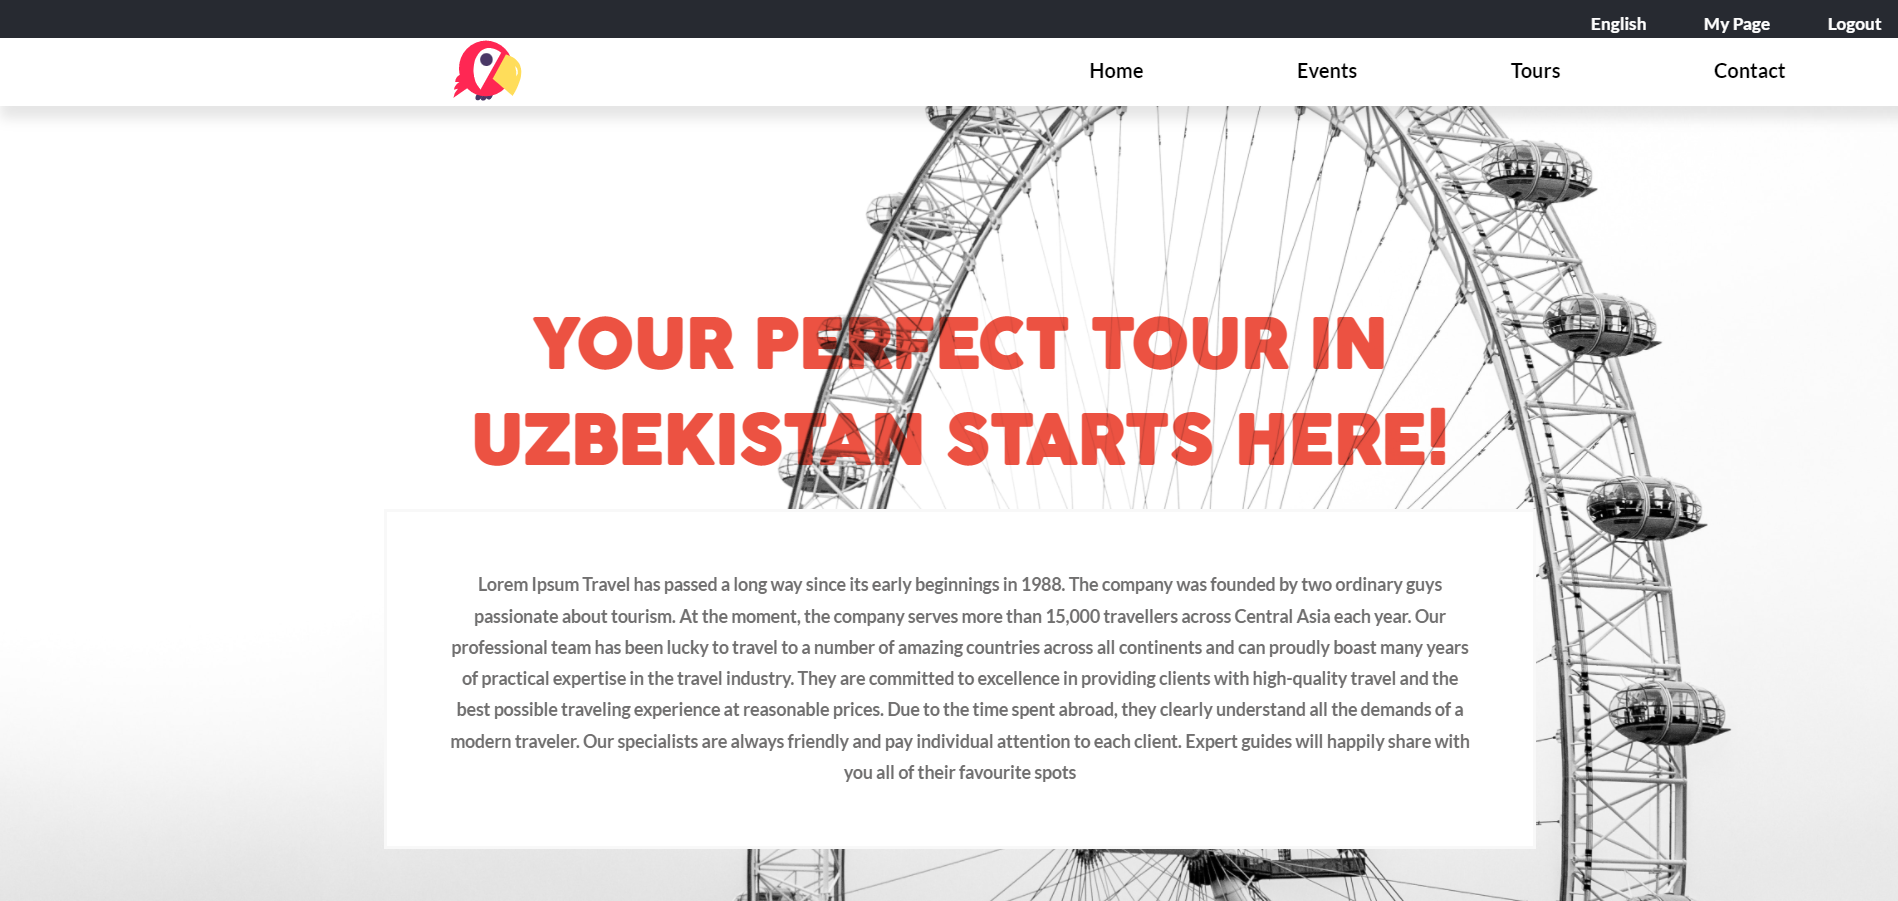 English My Page Logout
Home Events Tours Contact
YOUR PERFECT TOUR IN
UZBEKISTAN STARTS HERE!
Lorem Ipsum Travel has passed a long way since its early beginnings in 1988. The company was founded by two ordinary guys
passionate about tourism. At the moment, the company serves more than 15,000 travellers across Central Asia each year. Our
professional team has been lucky to travel to a number of amazing countries across all continents and can proudly boast many years
of practical expertise in the travel industry. They are committed to excellence in providing clients with high-quality travel and the
best possible traveling experience at reasonable prices. Due to the time spent abroad, they clearly understand all the demands of a
modern traveler. Our specialists are always friendly and pay individual attention to each client. Expert guides will happily share with
you all of their favourite spots